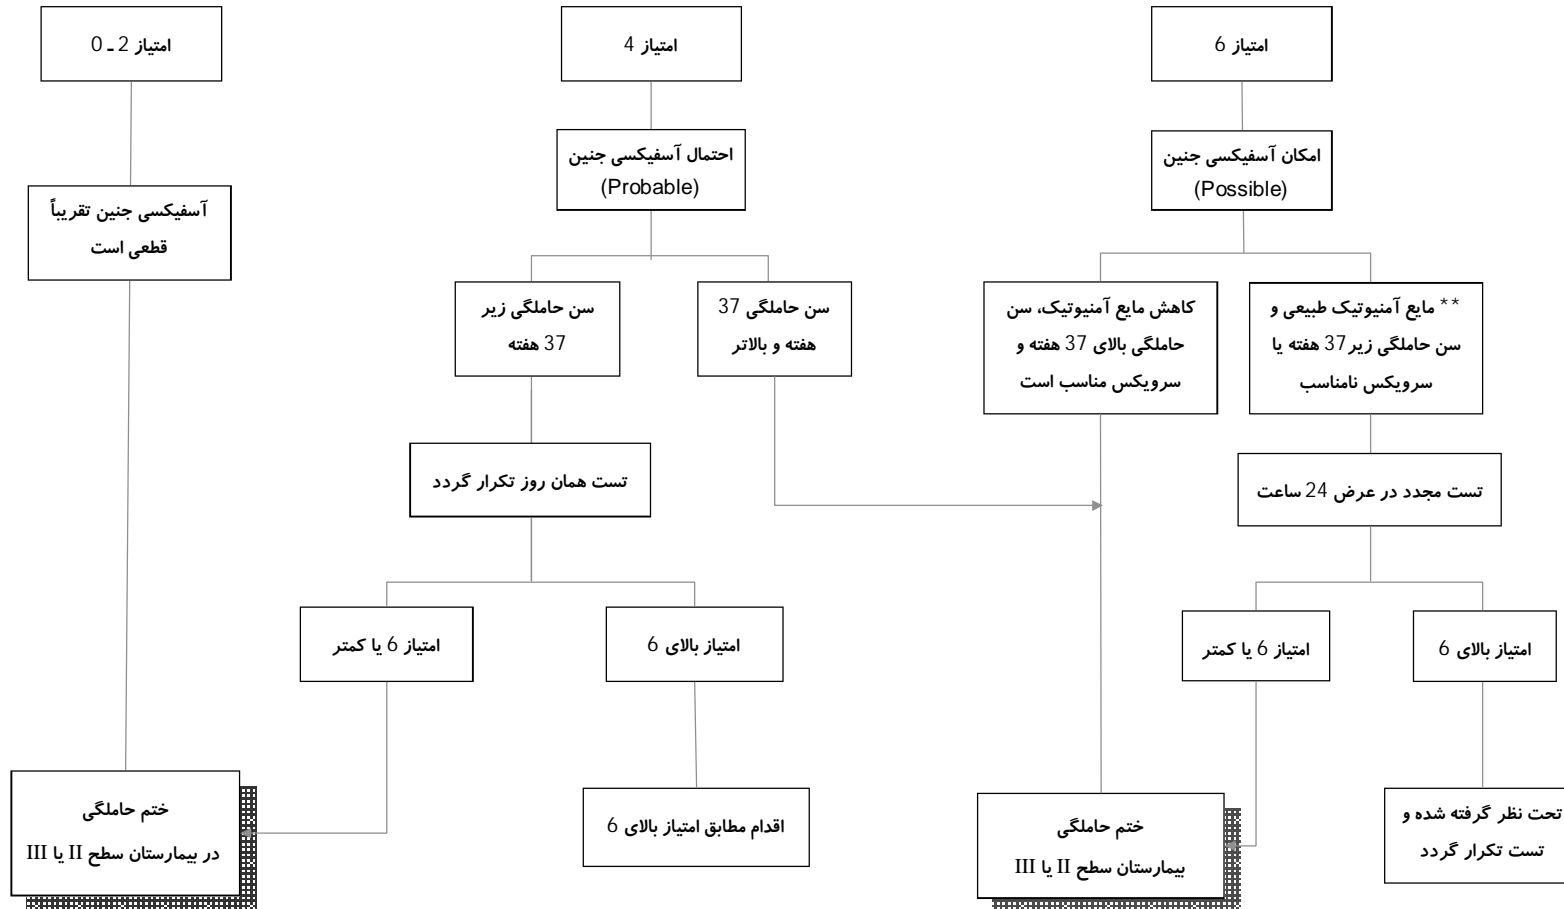 امتیاز 6
امتیاز 4
امتیاز 2 ـ 0
امکان آسفیکسی جنین
(Possible)
احتمال آسفیکسی جنین
(Probable)
آسفیکسی جنین تقریباً
قطعی است
** مایع آمنیوتیک طبیعی و
سن حاملگی زیر 37 هفته یا
سرویکس نامناسب
کاهش مایع آمنیوتیک، سن
حاملگی بالای 37 هفته و
سرویکس مناسب است
سن حاملگی 37
هفته و بالاتر
سن حاملگی زیر
37 هفته
تست مجدد در عرض 24 ساعت
تست همان روز تکرار گردد
امتیاز بالای 6
امتیاز 6 یا کمتر
امتیاز بالای 6
امتیاز 6 یا کمتر
تحت نظر گرفته شده و
تست تکرار گردد
ختم حاملگی
بیمارستان سطح II یا III
اقدام مطابق امتیاز بالای 6
ختم حاملگی
در بیمارستان سطح II یا III